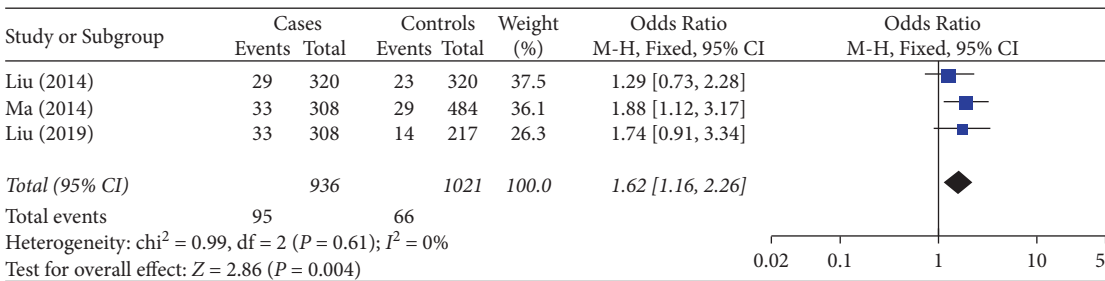 Study or Subgroup Cases Controls Weight Odds Ratio Odds Ratio
Events Total Events Total (%) M-H, Fixed, 95% CI M-H, Fixed, 95% CI
Liu (2014) 29 320 23 320 37.5 1.29 [0.73, 2.28]
Ma (2014) 33 308 29 484 36.1 1.88 [1.12, 3.17]
Liu (2019) 33 308 14 217 26.3 1.74 [0.91, 3.34]
Total (95% CI) 936 1021 100.0 1.62 [1.16, 2.26]
Total events 95 66
Heterogeneity: chi² = 0.99, df = 2 (P = 0.61); I² = 0%
Test for overall effect: Z = 2.86 (P = 0.004)
0.02 0.1 1 10 5